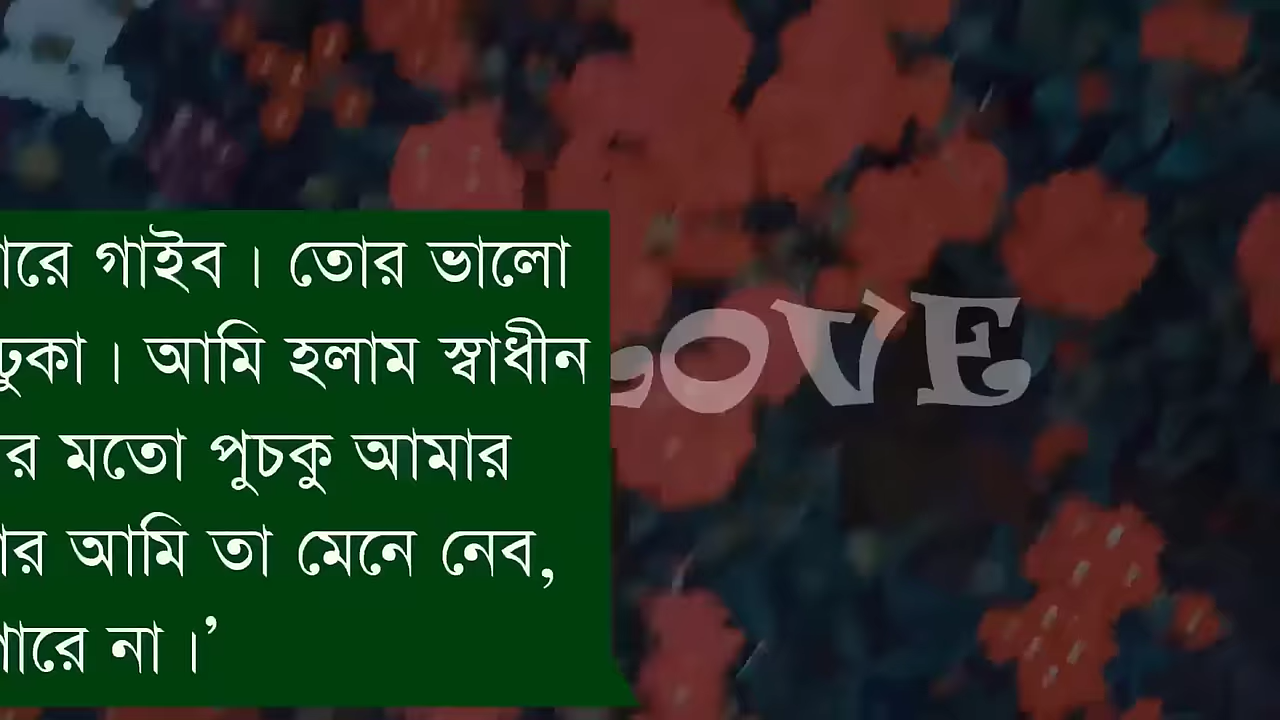 গাইব । তোর ভালো
ঢুকা । আমি হলাম স্বাধীন
মতো পুচকু আমার
আমি তা মেনে নেব,
না ।’
LOVE